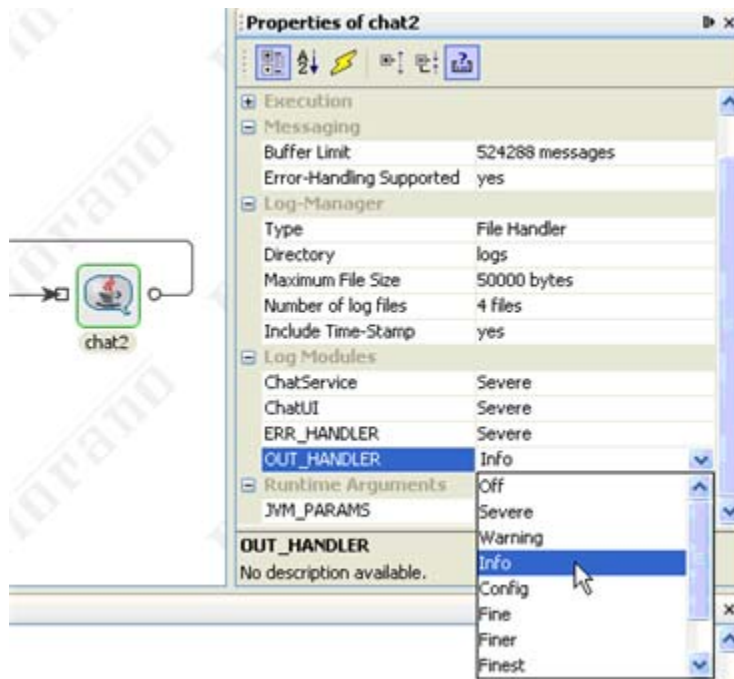 Properties of chat2
Execution
Messaging
Buffer Limit 524288 messages
Error-Handling Supported yes
Log-Manager
Type File Handler
Directory logs
Maximum File Size 50000 bytes
Number of log files 4 files
Include Time-Stamp yes
Log Modules
ChatService Severe
ChatUI Severe
ERR_HANDLER Severe
OUT_HANDLER Info
Runtime Arguments
JVM_PARAMS
Off
Severe
Warning
Info
Config
Fine
Finer
Finest
OUT_HANDLER
No description available.
chat2